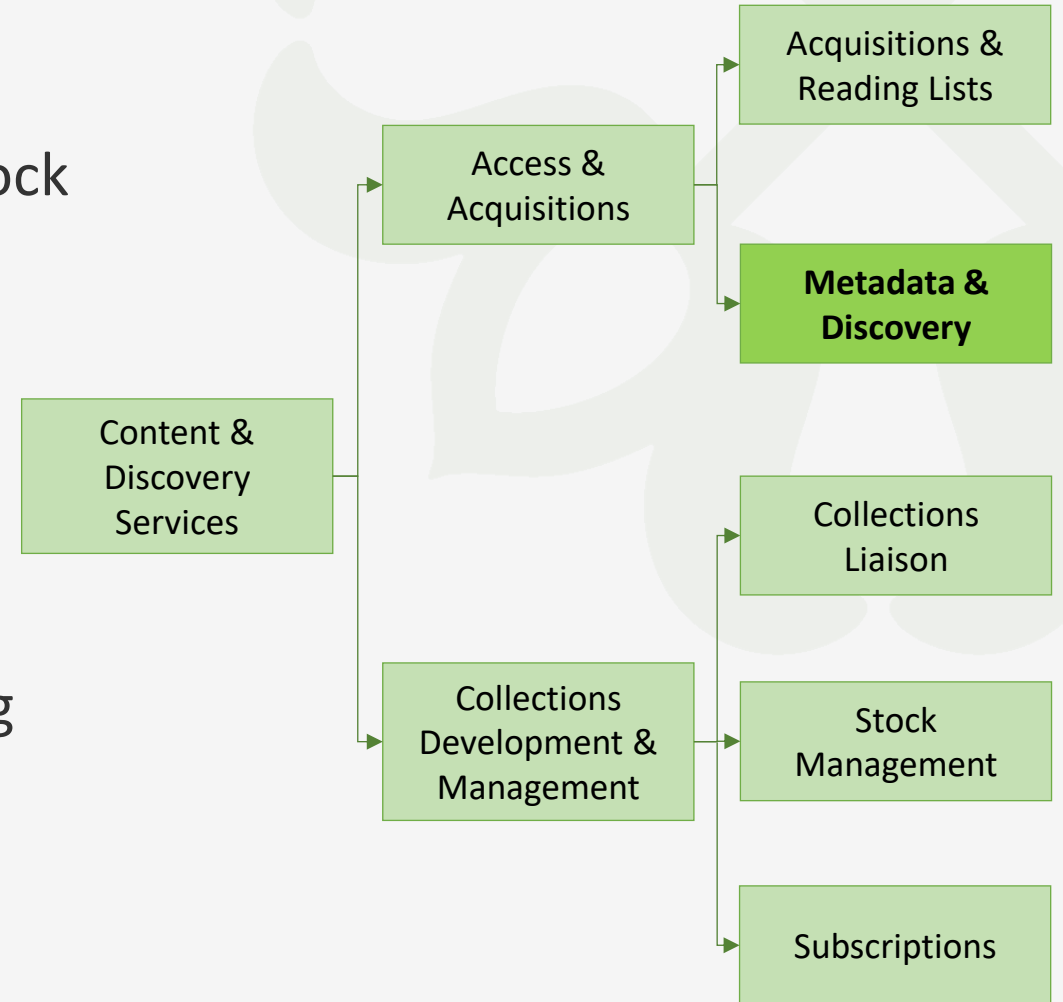 ock
g
Content &
Discovery
Services
Access &
Acquisitions
Collections
Development &
Management
Acquisitions &
Reading Lists
Metadata &
Discovery
Collections
Liaison
Stock
Management
Subscriptions